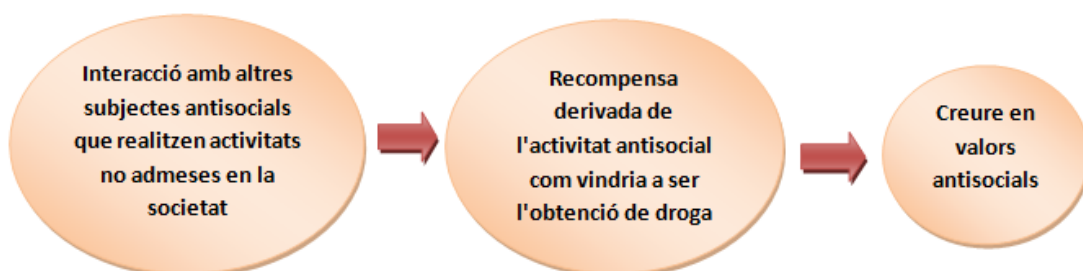 Interacció amb altres
subjectes antisocials
que realitzen activitats
no admeses en la
societat
Recompensa
derivada de
l'activitat antisocial
com vindria a ser
l'obtenció de droga
Creure en
valors
antisocials